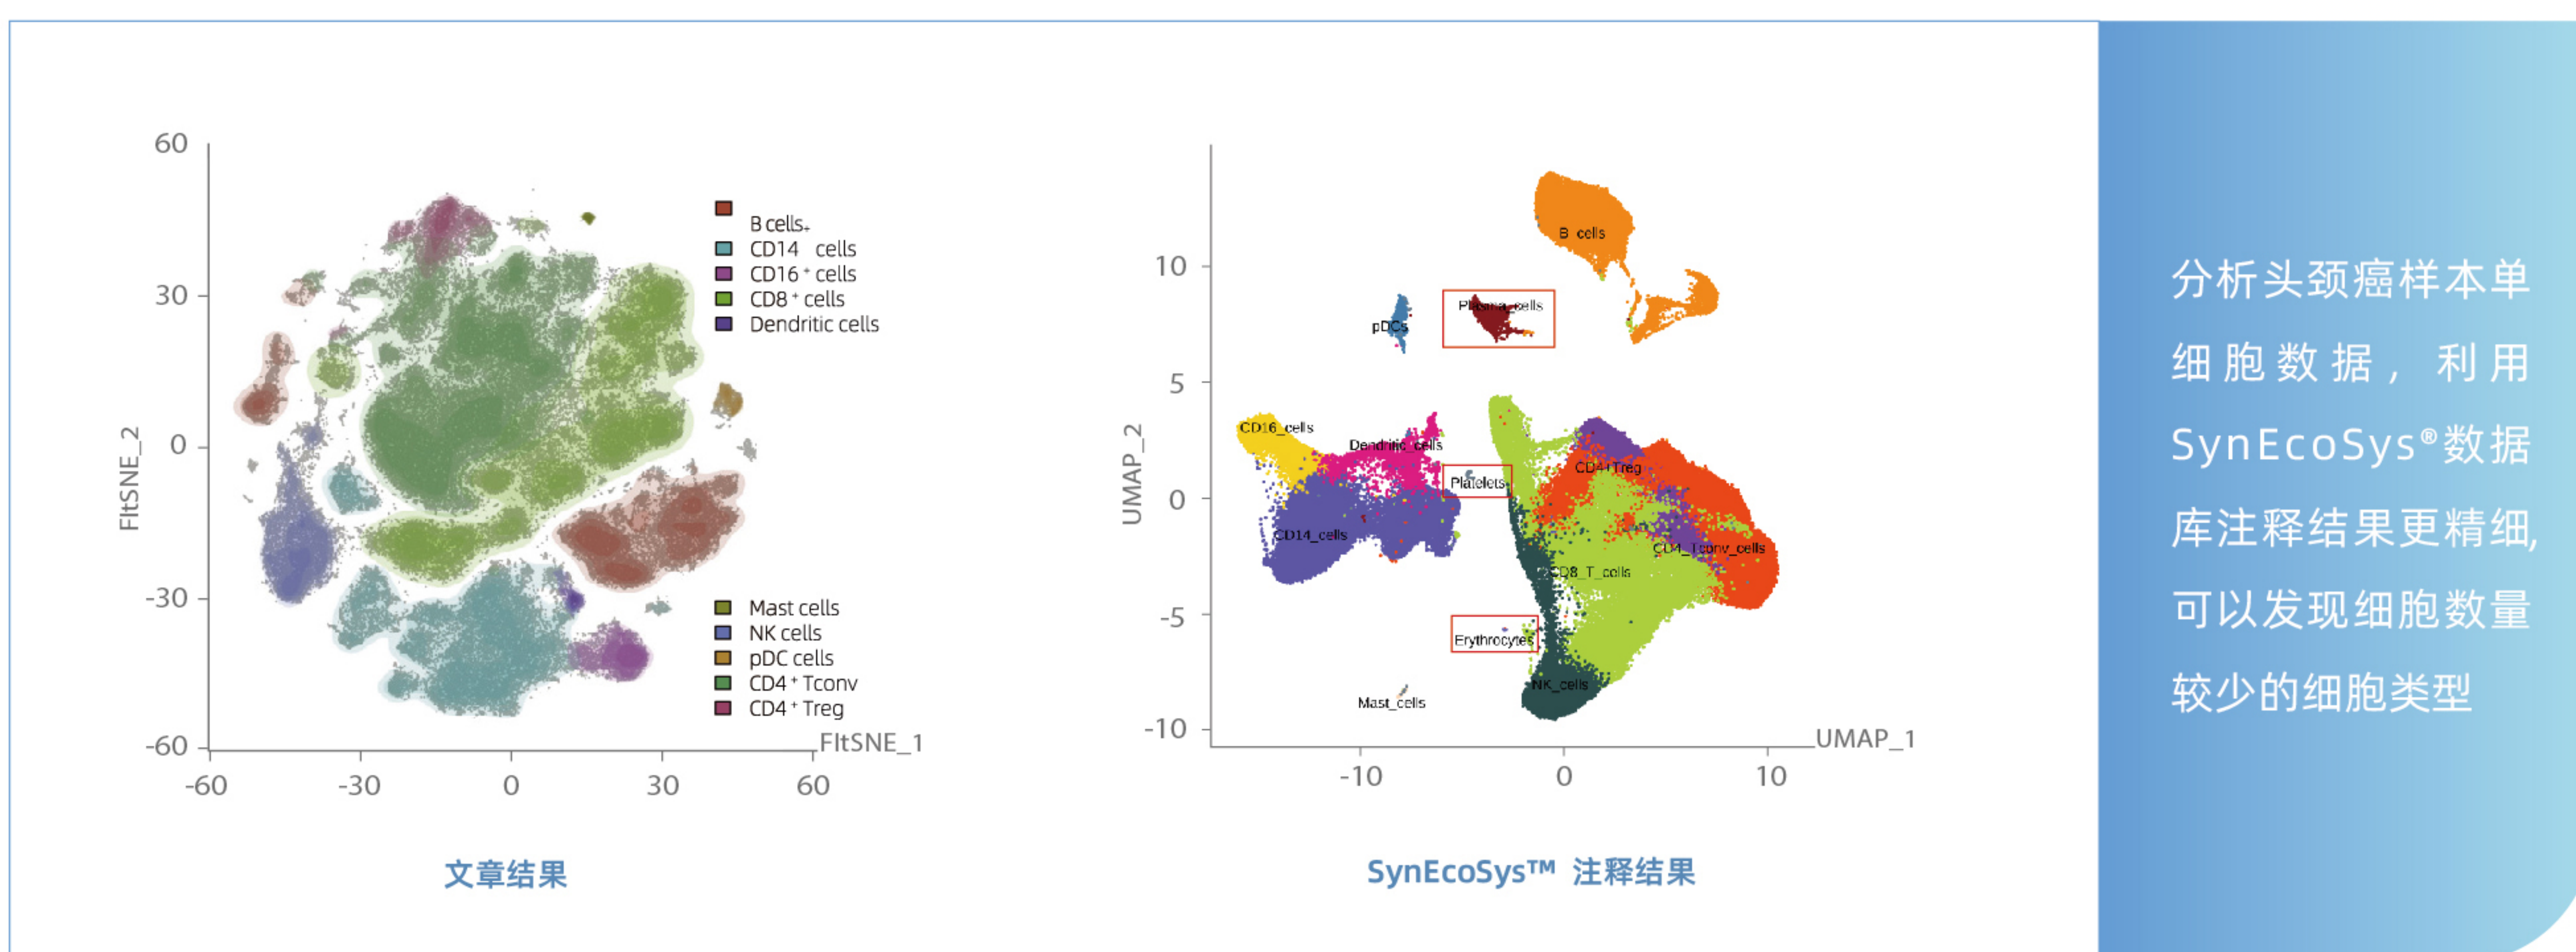 60
30
0
-30
-60
FItSNE_2
-60
-30
0
30
60
FItSNE_1
B cells+
CD14 cells
CD16+ cells
CD8+ cells
Dendritic cells
Mast cells
NK cells
pDC cells
CD4+ Tconv
CD4+ Treg
文章结果
10
5
0
-5
-10
UMAP_2
-10
0
10
UMAP_1
B_cells
Plasma_cells
pDCs
CD16_cells
Dendritic_cells
CD4+Treg
Platelets
CD14_cells
CD4_Tconv_cells
CD8_T_cells
Erythrocytes
NK_cells
Mast_cells
SynEcoSys™ 注释结果
分析头颈癌样本单
细胞数据，利用
SynEcoSys®数据
库注释结果更精细,
可以发现细胞数量
较少的细胞类型